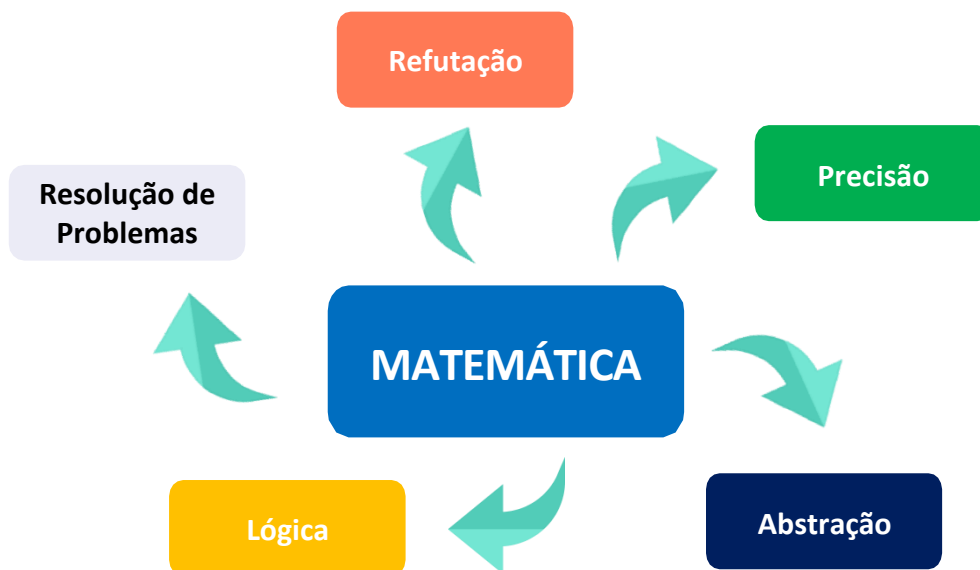 Refutação
Precisão
Resolução de
Problemas
MATEMÁTICA
Lógica
Abstração